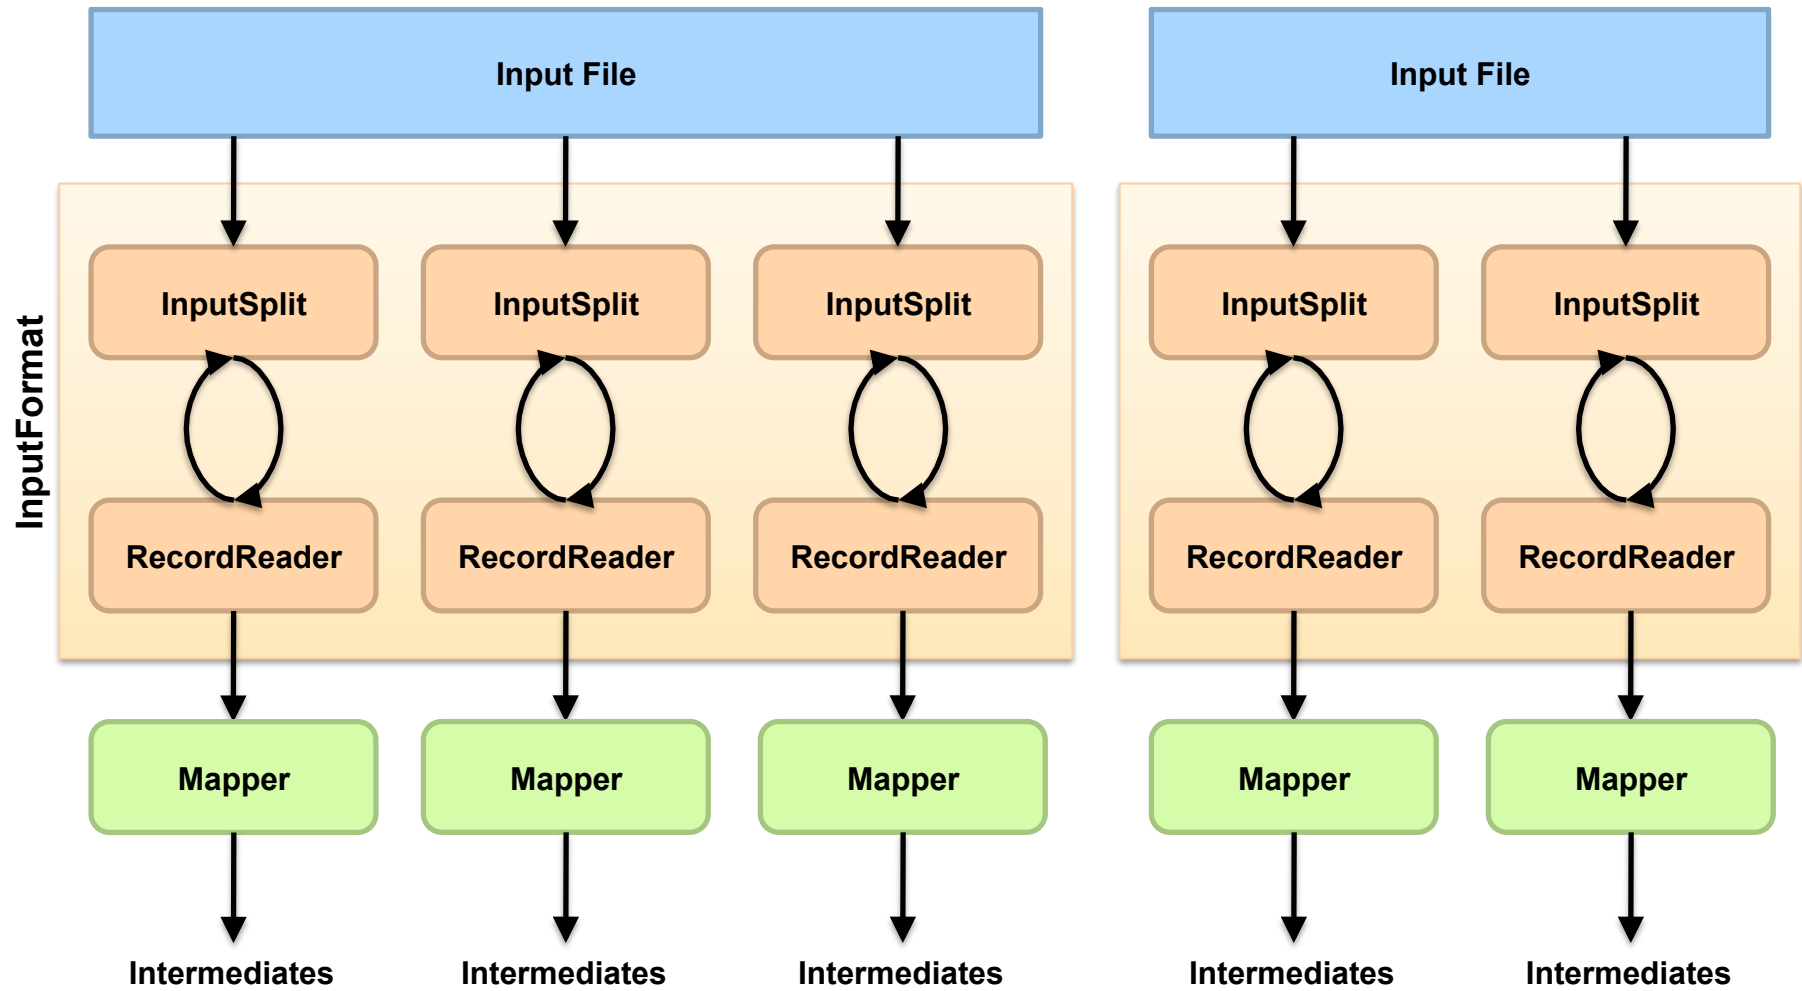 Input File
Input File
InputFormat
InputSplit
InputSplit
InputSplit
InputSplit
InputSplit
RecordReader
RecordReader
RecordReader
RecordReader
RecordReader
Mapper
Mapper
Mapper
Mapper
Mapper
Intermediates
Intermediates
Intermediates
Intermediates
Intermediates